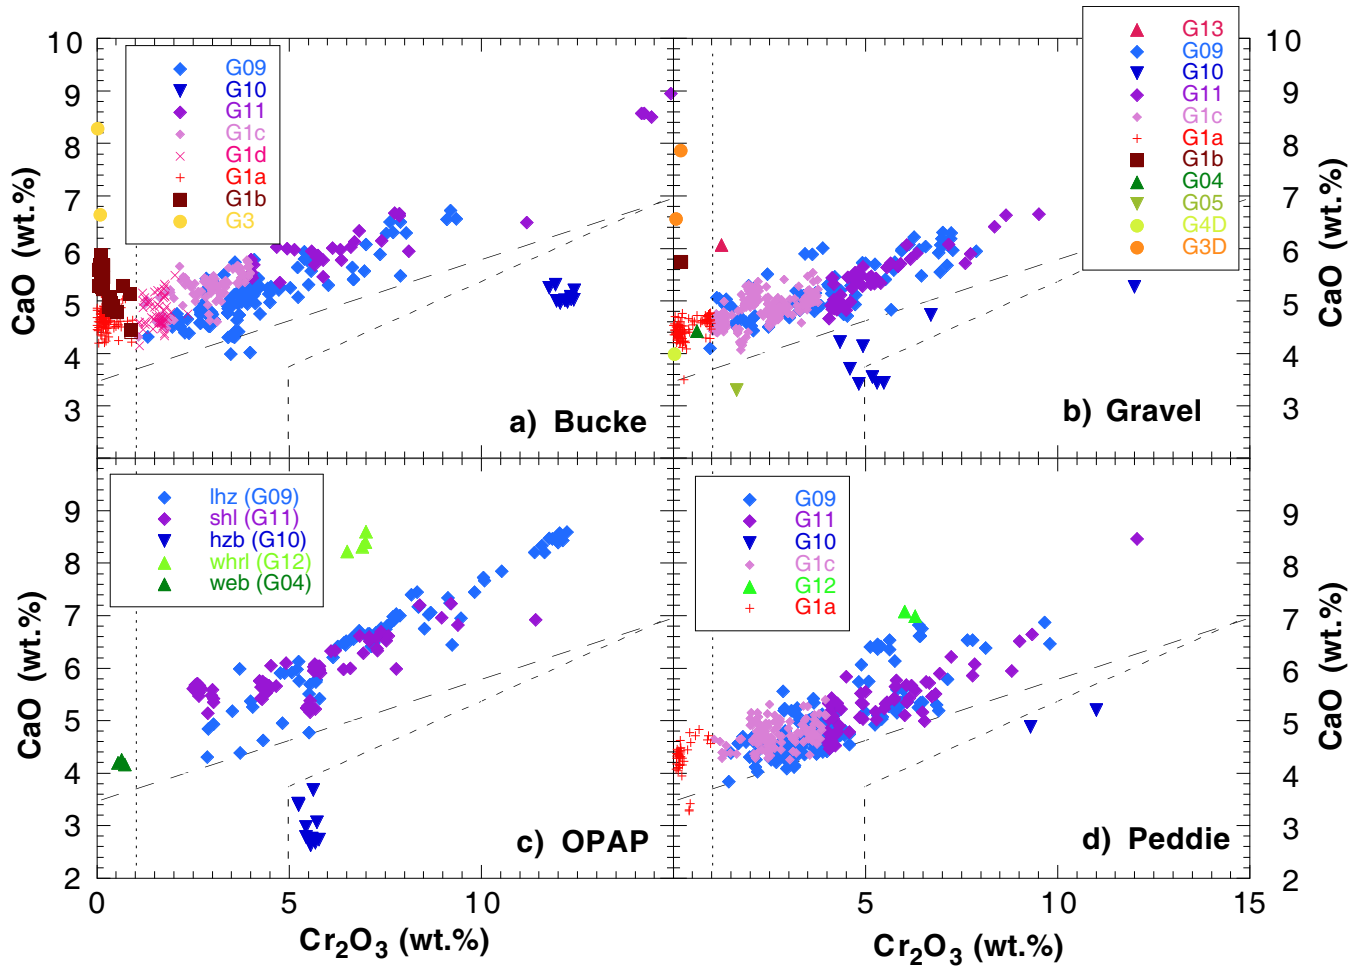 10
9
8
7
6
5
4
3
CaO (wt.%)
G09
G10
G11
G1c
G1d
G1a
G1b
G3
a) Bucke
G13
G09
G10
G11
G1c
G1a
G1b
G04
G05
G4D
G3D
b) Gravel
10
9
8
7
6
5
4
3
CaO (wt.%)
9
8
7
6
5
4
3
2
CaO (wt.%)
lhz (G09)
shl (G11)
hzb (G10)
whrl (G12)
web (G04)
c) OPAP
0 5 10
Cr2O3 (wt.%)
G09
G11
G10
G1c
G12
G1a
d) Peddie
9
8
7
6
5
4
3
2
CaO (wt.%)
5 10 15
Cr2O3 (wt.%)